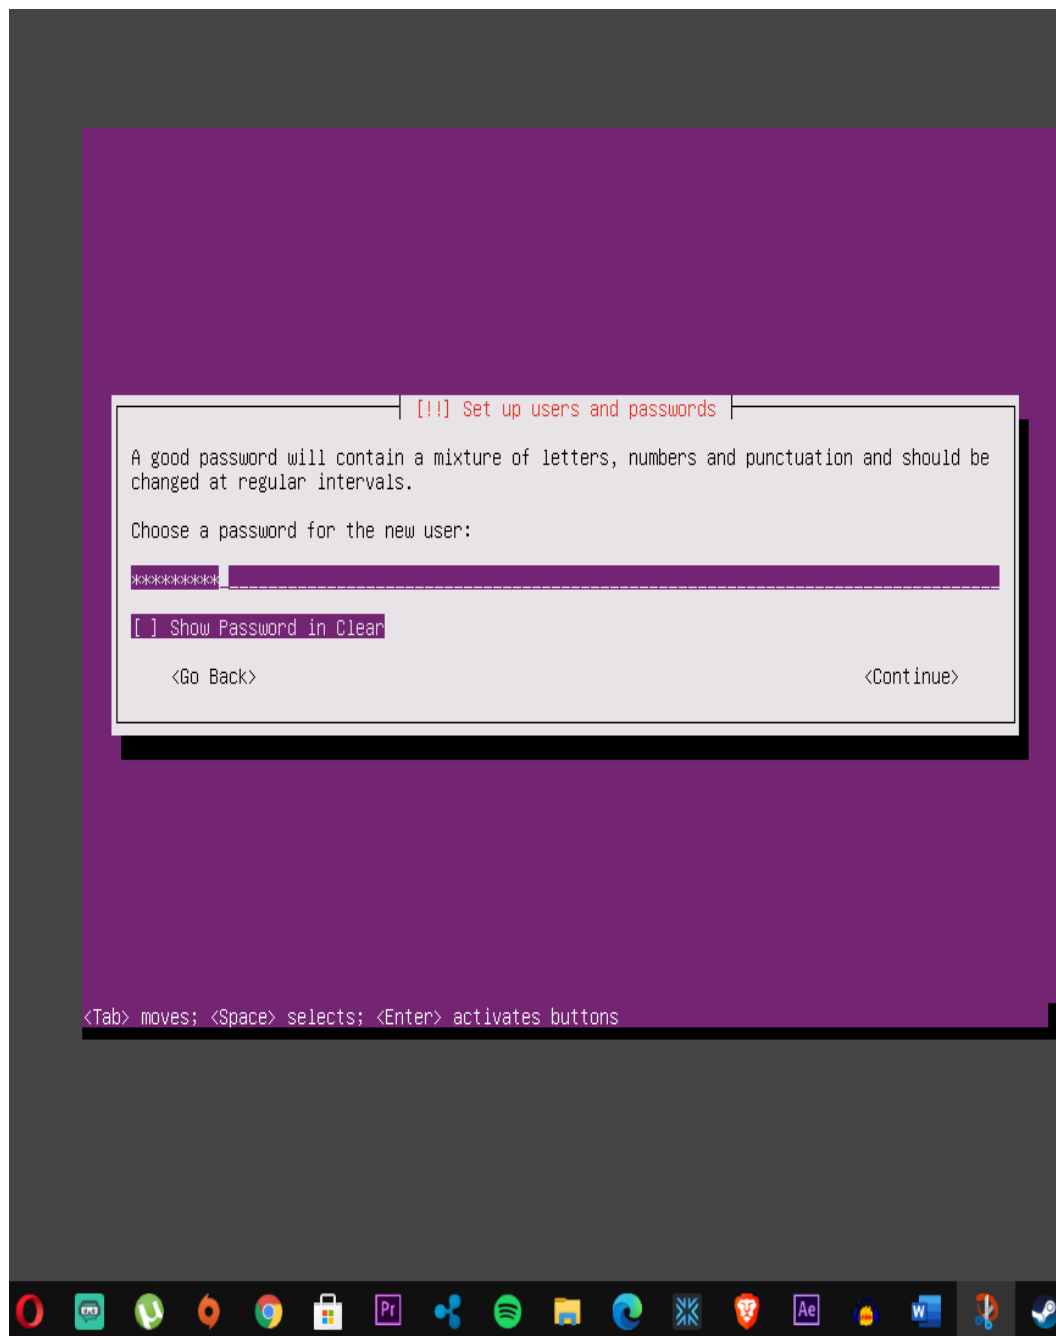 [!!] Set up users and passwords
A good password will contain a mixture of letters, numbers and punctuation and should be
changed at regular intervals.
Choose a password for the new user:
*********
[ ] Show Password in Clear
<Go Back> <Continue>
<Tab> moves; <Space> selects; <Enter> activates buttons
Pr Ae W